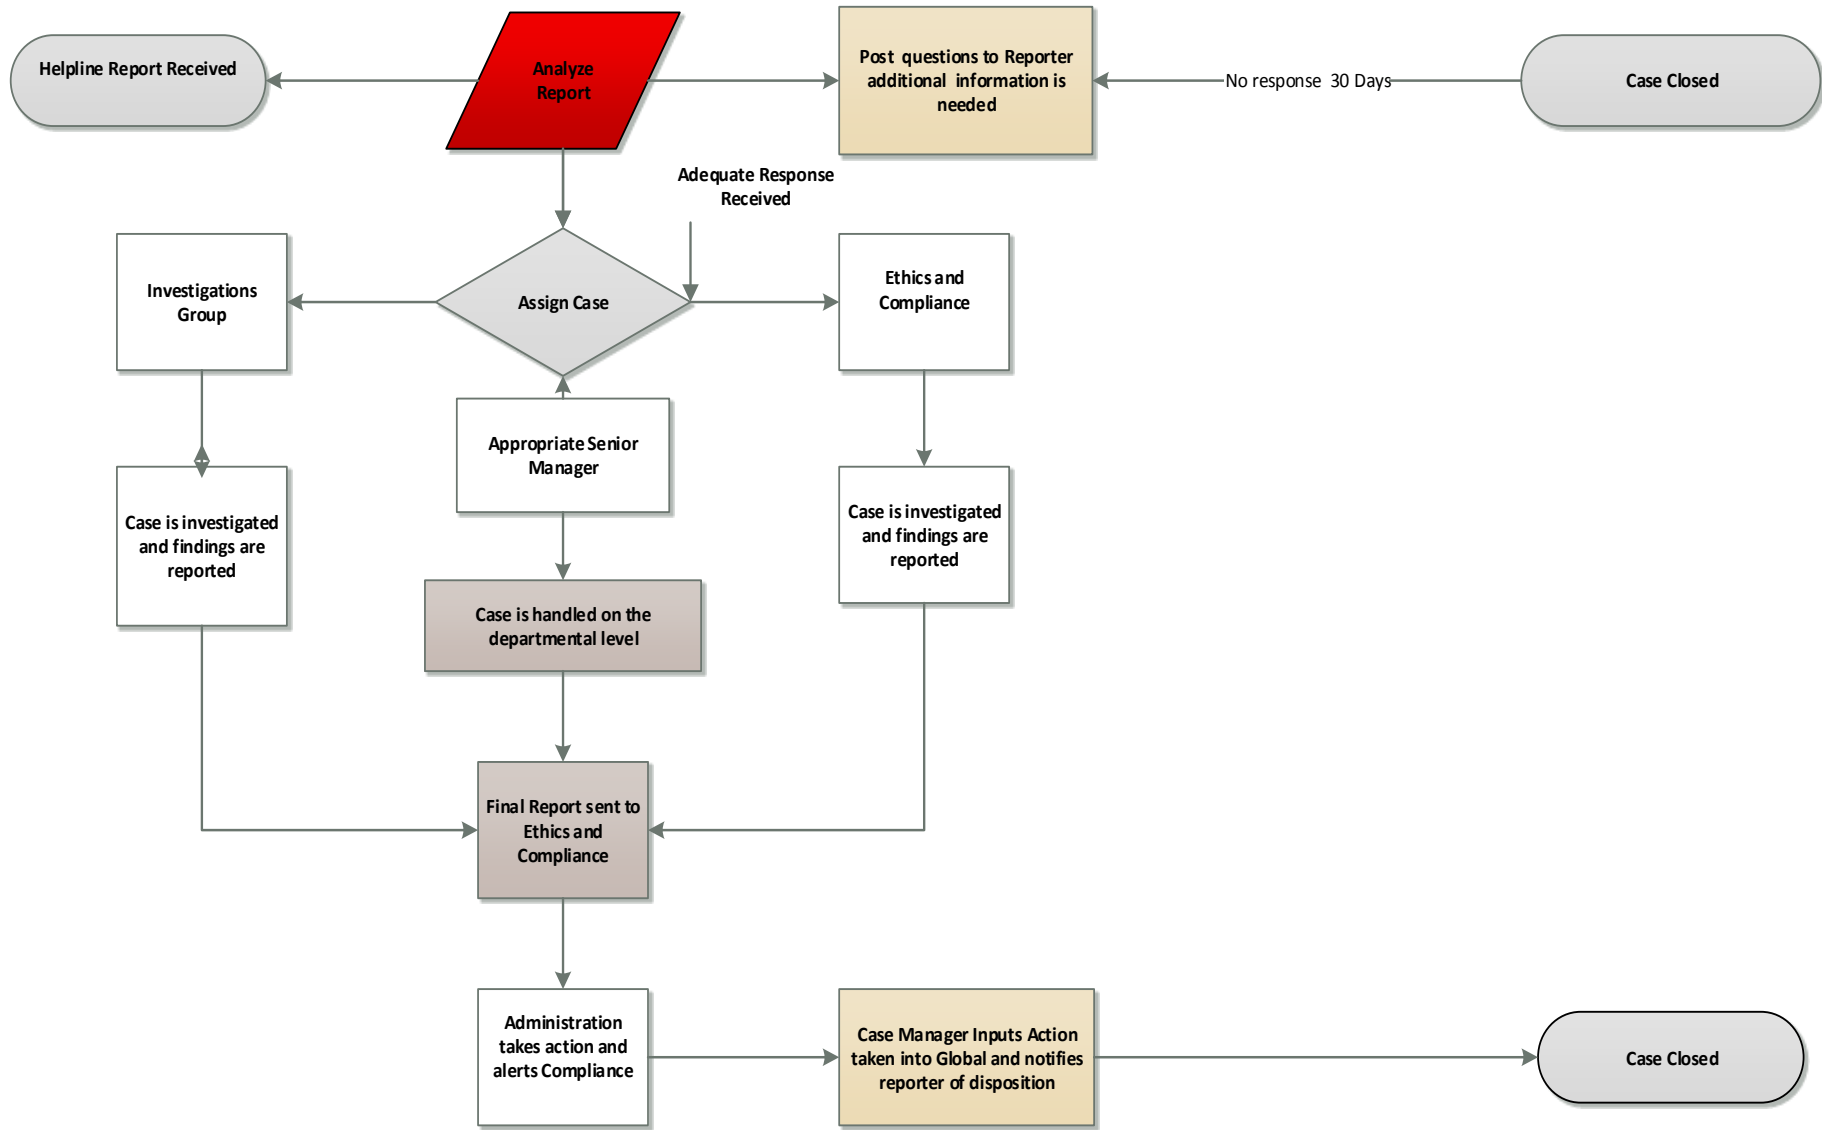 Helpline Report Received
Analyze
Report
Post questions to Reporter
additional information is
needed
No response 30 Days
Case Closed
Adequate Response
Received
Investigations
Group
Assign Case
Ethics and
Compliance
Appropriate Senior
Manager
Case is investigated
and findings are
reported
Case is investigated
and findings are
reported
Case is handled on the
departmental level
Final Report sent to
Ethics and
Compliance
Administration
takes action and
alerts Compliance
Case Manager Inputs Action
taken into Global and notifies
reporter of disposition
Case Closed